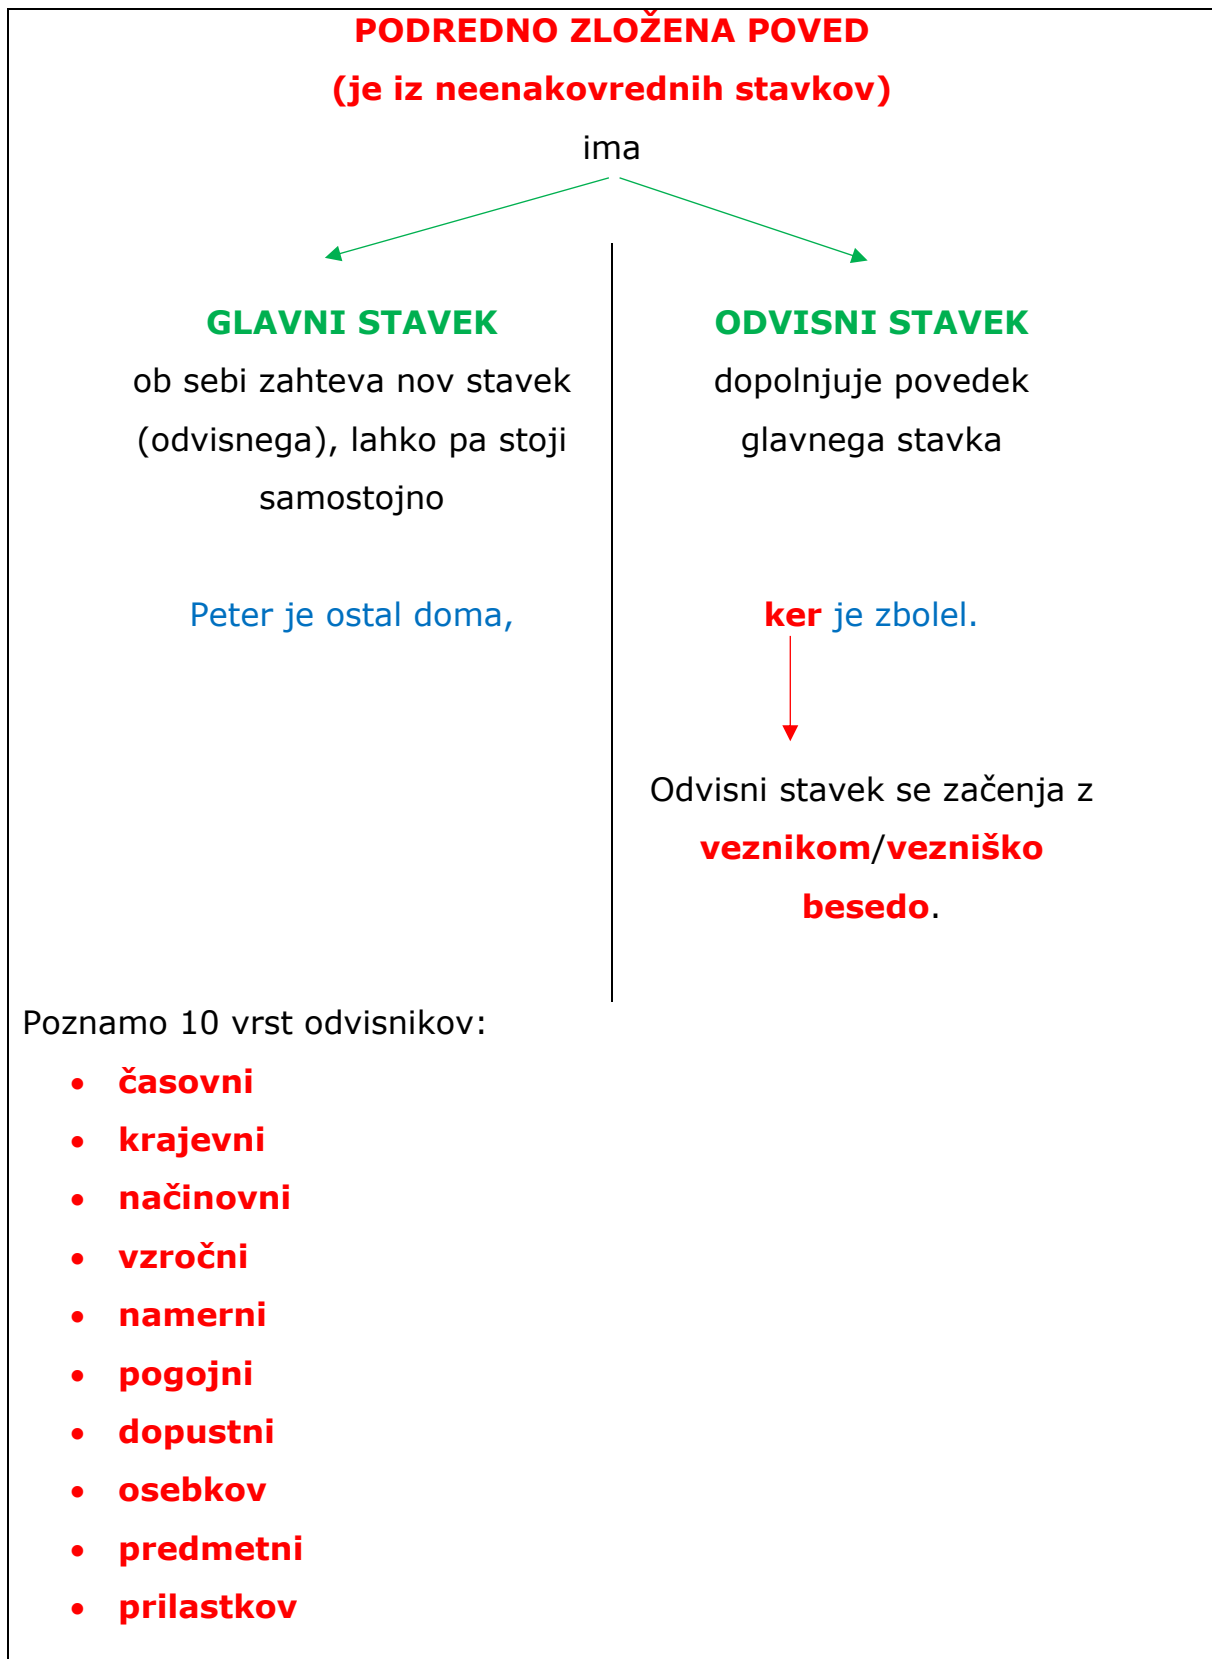 PODREDNO ZLOŽENA POVED
(je iz neenakovrednih stavkov)
ima
GLAVNI STAVEK
ob sebi zahteva nov stavek
(odvisnega), lahko pa stoji
samostojno
Peter je ostal doma,
ODVISNI STAVEK
dopolnjuje povedek
glavnega stavka
ker je zbolel.
Odvisni stavek se začenja z
veznikom/vezniško
besedo.
Poznamo 10 vrst odvisnikov:
• časovni
• krajevni
• načinovni
• vzročni
• namerni
• pogojni
• dopustni
• osebkov
• predmetni
• prilastkov